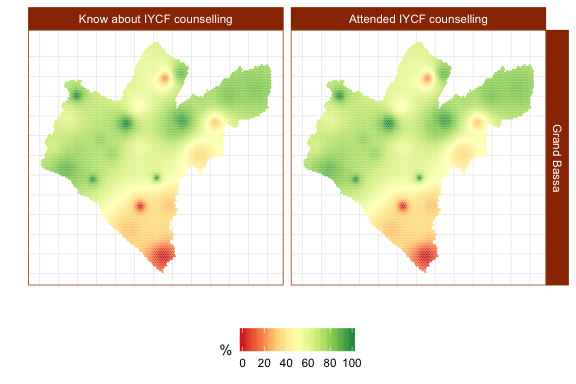 Know about IYCF counselling
Attended IYCF counselling
Grand Bassa
%
0 20 40 60 80 100